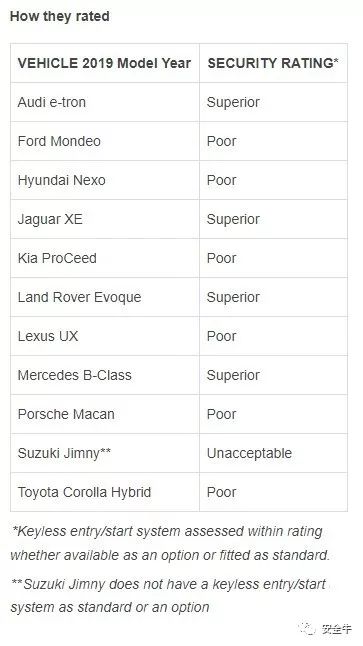 How they rated
VEHICLE 2019 Model Year SECURITY RATING*
Audi e-tron Superior
Ford Mondeo Poor
Hyundai Nexo Poor
Jaguar XE Superior
Kia ProCeed Poor
Land Rover Evoque Superior
Lexus UX Poor
Mercedes B-Class Superior
Porsche Macan Poor
Suzuki Jimny** Unacceptable
Toyota Corolla Hybrid Poor
*Keyless entry/start system assessed within rating
whether available as an option or fitted as standard.
**Suzuki Jimny does not have a keyless entry/start
system as standard or an option
安全牛